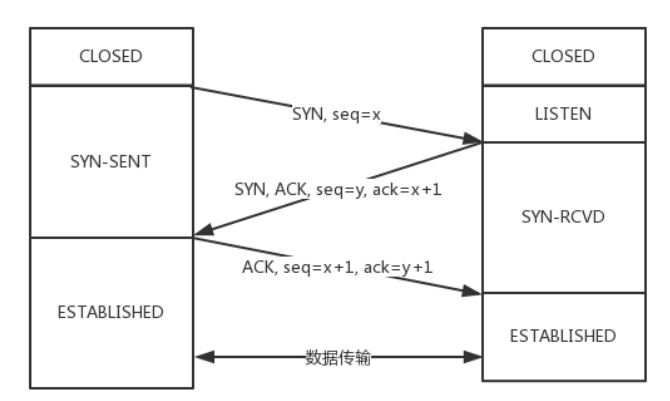 CLOSED
CLOSED
SYN, seq=x
LISTEN
SYN-SENT
SYN, ACK, seq=y, ack=x+1
SYN-RCVD
ACK, seq=x+1, ack=y+1
ESTABLISHED
ESTABLISHED
数据传输